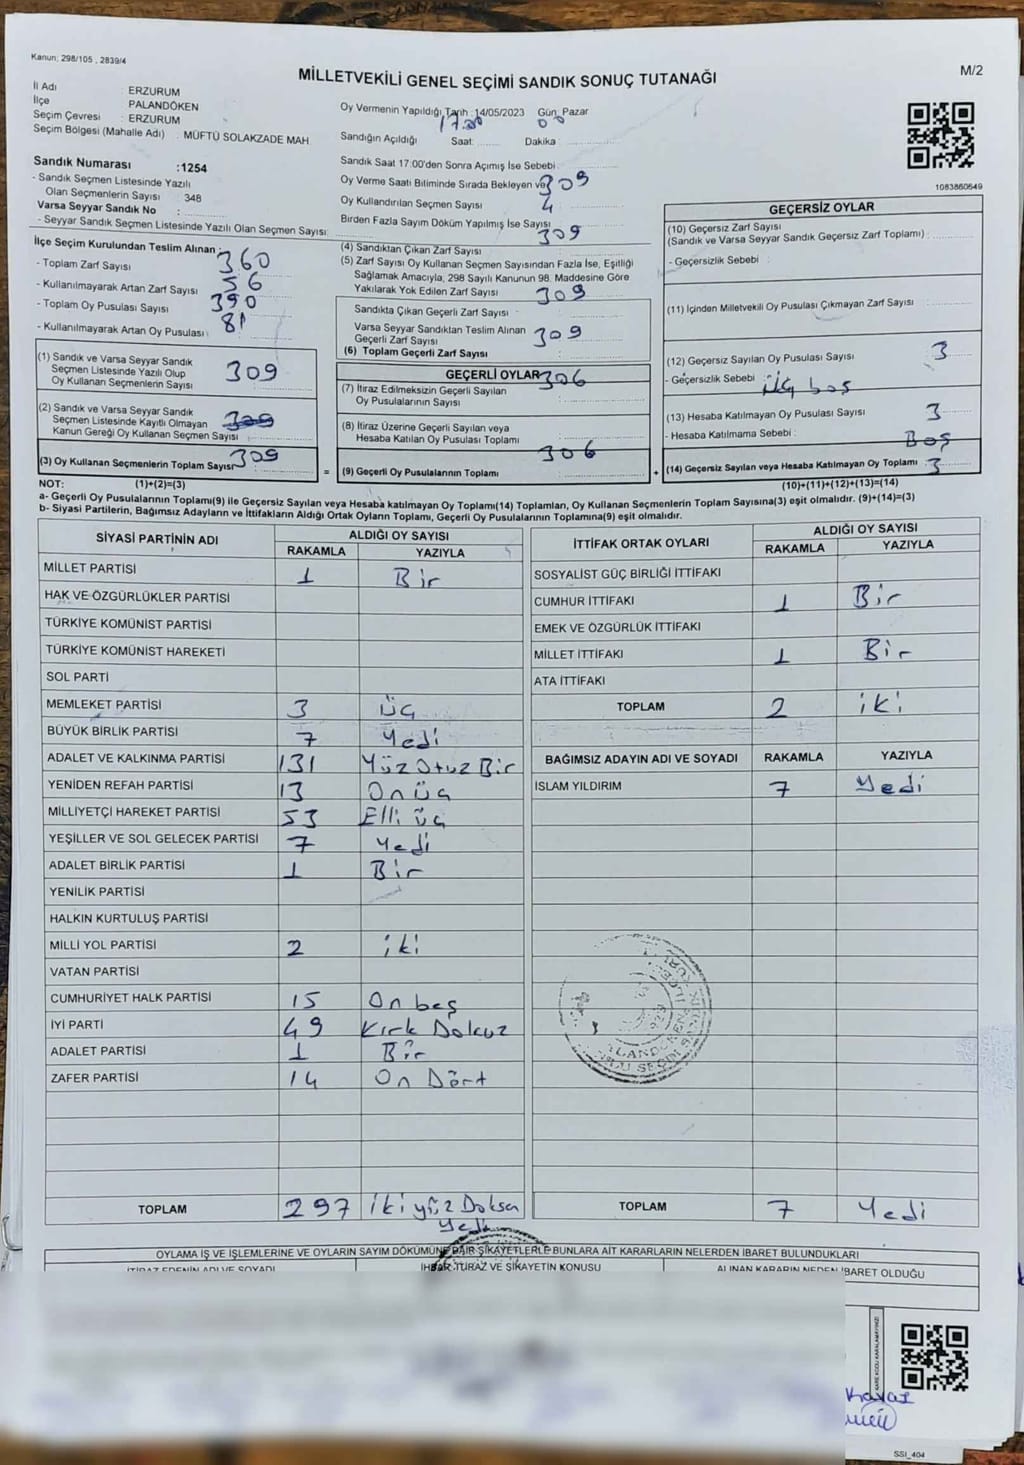 Kanun; 298/105 , 2839/4
MİLLETVEKİLİ GENEL SEÇİMİ SANDIK SONUÇ TUTANAĞI
M/2
İl Adı : ERZURUM
İlçe PALANDÖKEN
Seçim Çevresi : ERZURUM
Seçim Bölgesi (Mahalle Adı) : MÜFTÜ SOLAKZADE MAH.
Sandık Numarası :1254
- Sandık Seçmen Listesinde Yazılı
Olan Seçmenlerin Sayısı : 348
Varsa Seyyar Sandık No :
- Seyyar Sandık Seçmen Listesinde Yazılı Olan Seçmen Sayısı:
İlçe Seçim Kurulundan Teslim Alınan :
- Toplam Zarf Sayısı 360
- Kullanılmayarak Artan Zarf Sayısı : 56
- Toplam Oy Pusulası Sayısı 390
- Kullanılmayarak Artan Oy Pusulası : 81
(1) Sandık ve Varsa Seyyar Sandık
Seçmen Listesinde Yazılı Olup
Oy Kullanan Seçmenlerin Sayısı 309
(2) Sandık ve Varsa Seyyar Sandık
Seçmen Listesinde Kayıtlı Olmayan
Kanun Gereği Oy Kullanan Seçmen Sayısı 309
(3) Oy Kullanan Seçmenlerin Toplam Sayısı 309
Oy Vermenin Yapıldığı Tarih :14/05/2023 Gün Pazar
Sandığın Açıldığı Saat: 17 Dakika : 00
Sandık Saat 17:00'den Sonra Açımış İse Sebebi
Oy Verme Saati Bitiminde Sırada Bekleyen ve
Oy Kullandırılan Seçmen Sayısı 309
Birden Fazla Sayım Döküm Yapılmış İse Sayısı 4
(4) Sandıktan Çıkan Zarf Sayısı 309
(5) Zarf Sayısı Oy Kullanan Seçmen Sayısından Fazla İse, Eşitliği
Sağlamak Amacıyla, 298 Sayılı Kanunun 98. Maddesine Göre
Yakılarak Yok Edilen Zarf Sayısı
Sandıkta Çıkan Geçerli Zarf Sayısı : 309
Varsa Seyyar Sandıktan Teslim Alınan
Geçerli Zarf Sayısı :
(6) Toplam Geçerli Zarf Sayısı 309
GEÇERLİ OYLAR
(7) İtiraz Edilmeksizin Geçerli Sayılan
Oy Pusulalarının Sayısı 306
(8) İtiraz Üzerine Geçerli Sayılan veya
Hesaba Katılan Oy Pusulası Toplamı
= (9) Geçerli Oy Pusulalarının Toplamı 306
1083860649
GEÇERSİZ OYLAR
(10) Geçersiz Zarf Sayısı
(Sandık ve Varsa Seyyar Sandık Geçersiz Zarf Toplamı) :
- Geçersizlik Sebebi :
(11) İçinden Milletvekili Oy Pusulası Çıkmayan Zarf Sayısı
(12) Geçersiz Sayılan Oy Pusulası Sayısı 3
- Geçersizlik Sebebi : Üç boş
(13) Hesaba Katılmayan Oy Pusulası Sayısı 3
- Hesaba Katılmama Sebebi : Boş
+ (14) Geçersiz Sayılan veya Hesaba Katılmayan Oy Toplamı 3
NOT: (1)+(2)=(3) (10)+(11)+(12)+(13)=(14)
a- Geçerli Oy Pusulalarının Toplamı(9) ile Geçersiz Sayılan veya Hesaba katılmayan Oy Toplamı(14) Toplamları, Oy Kullanan Seçmenlerin Toplam Sayısına(3) eşit olmalıdır. (9)+(14)=(3)
b- Siyasi Partilerin, Bağımsız Adayların ve İttifakların Aldığı Ortak Oyların Toplamı, Geçerli Oy Pusulalarının Toplamına(9) eşit olmalıdır.
SİYASİ PARTİNİN ADI ALDIĞI OY SAYISI
RAKAMLA YAZIYLA
MİLLET PARTİSİ 1 Bir
HAK VE ÖZGÜRLÜKLER PARTİSİ
TÜRKİYE KOMÜNİST PARTİSİ
TÜRKİYE KOMÜNİST HAREKETİ
SOL PARTİ
MEMLEKET PARTİSİ 3 Üç
BÜYÜK BİRLİK PARTİSİ 7 Yedi
ADALET VE KALKINMA PARTİSİ 131 Yüz Otuz Bir
YENİDEN REFAH PARTİSİ 13 Onüç
MİLLİYETÇİ HAREKET PARTİSİ 53 Elli üç
YEŞİLLER VE SOL GELECEK PARTİSİ 7 Yedi
ADALET BİRLİK PARTİSİ 1 Bir
YENİLİK PARTİSİ
HALKIN KURTULUŞ PARTİSİ
MİLLİ YOL PARTİSİ 2 iki
VATAN PARTİSİ
CUMHURİYET HALK PARTİSİ 15 On beş
İYİ PARTİ 49 Kırk Dokuz
ADALET PARTİSİ 1 Bir
ZAFER PARTİSİ 14 On Dört
TOPLAM 297 iki yüz Doksan
Yedi
İTTİFAK ORTAK OYLARI ALDIĞI OY SAYISI
RAKAMLA YAZIYLA
SOSYALİST GÜÇ BİRLİĞİ İTTİFAKI
CUMHUR İTTİFAKI 1 Bir
EMEK VE ÖZGÜRLÜK İTTİFAKI
MİLLET İTTİFAKI 1 Bir
ATA İTTİFAKI
TOPLAM 2 iki
BAĞIMSIZ ADAYIN ADI VE SOYADI RAKAMLA YAZIYLA
İSLAM YILDIRIM 7 Yedi
TOPLAM 7 Yedi
OYLAMA İŞ VE İŞLEMLERİNE VE OYLARIN SAYIM DÖKÜMÜNE DAİR ŞİKAYETLERLE BUNLARA AİT KARARLARIN NELERDEN İBARET BULUNDUKLARI
İTİRAZ EDENİN ADI VE SOYADI İHBAR İTİRAZ VE ŞİKAYETİN KONUSU ALINAN KARARIN NEDEN İBARET OLDUĞU
SSI_404